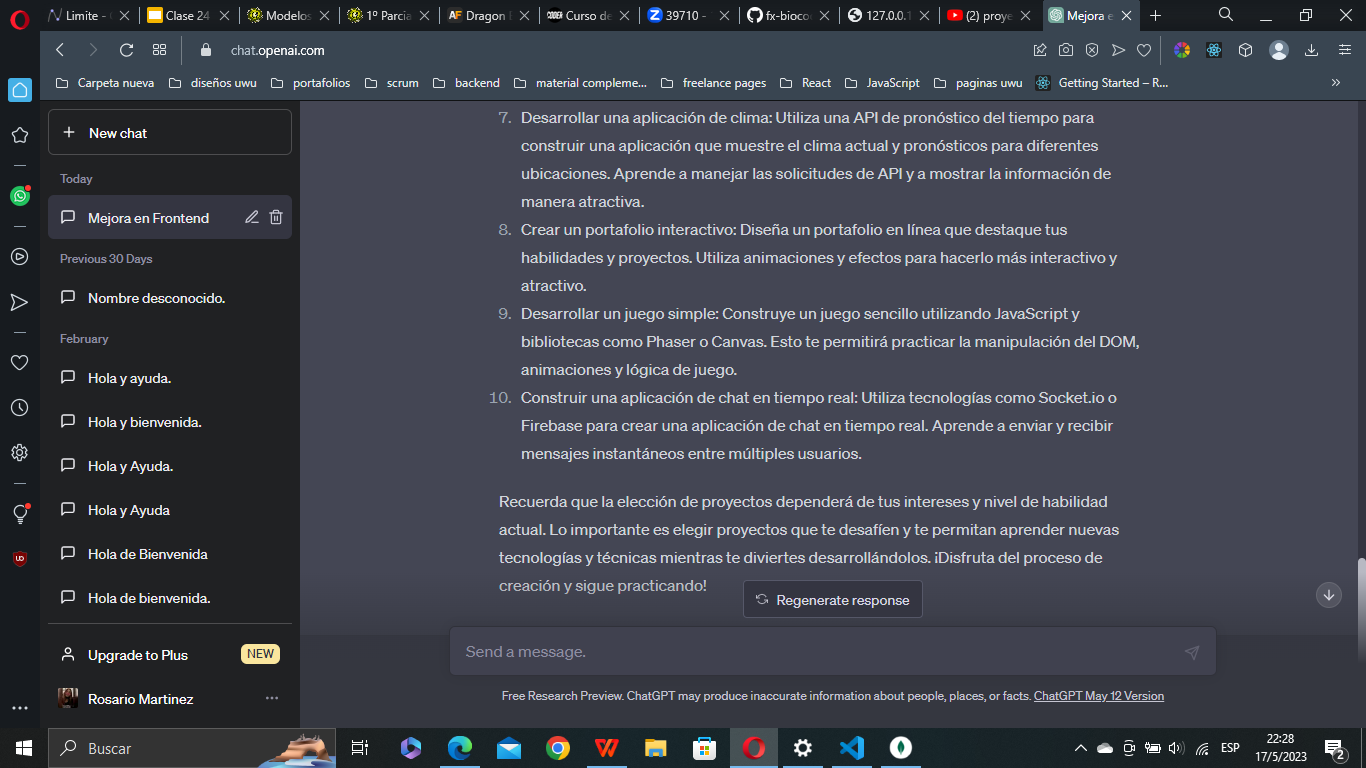 Limite -
Clase 24
Modelos
1º Parcia
AF Dragon
CODER Curso de
Z 39710 -
fx-bioco
127.0.0.1
(2) proye
Mejora e
chat.openai.com
Carpeta nueva
diseños uwu
portafolios
scrum
backend
material compleme...
freelance pages
React
JavaScript
paginas uwu
Getting Started – R...
»
+ New chat
Today
Mejora en Frontend
Previous 30 Days
Nombre desconocido.
February
Hola y ayuda.
Hola y bienvenida.
Hola y Ayuda.
Hola y Ayuda
Hola de Bienvenida
Hola de bienvenida.
Upgrade to Plus
NEW
Rosario Martinez
7. Desarrollar una aplicación de clima: Utiliza una API de pronóstico del tiempo para
construir una aplicación que muestre el clima actual y pronósticos para diferentes
ubicaciones. Aprende a manejar las solicitudes de API y a mostrar la información de
manera atractiva.
8. Crear un portafolio interactivo: Diseña un portafolio en línea que destaque tus
habilidades y proyectos. Utiliza animaciones y efectos para hacerlo más interactivo y
atractivo.
9. Desarrollar un juego simple: Construye un juego sencillo utilizando JavaScript y
bibliotecas como Phaser o Canvas. Esto te permitirá practicar la manipulación del DOM,
animaciones y lógica de juego.
10. Construir una aplicación de chat en tiempo real: Utiliza tecnologías como Socket.io o
Firebase para crear una aplicación de chat en tiempo real. Aprende a enviar y recibir
mensajes instantáneos entre múltiples usuarios.
Recuerda que la elección de proyectos dependerá de tus intereses y nivel de habilidad
actual. Lo importante es elegir proyectos que te desafíen y te permitan aprender nuevas
tecnologías y técnicas mientras te diviertes desarrollándolos. ¡Disfruta del proceso de
creación y sigue practicando!
Regenerate response
Send a message.
Free Research Preview. ChatGPT may produce inaccurate information about people, places, or facts. ChatGPT May 12 Version
Buscar
ESP
22:28
17/5/2023
2